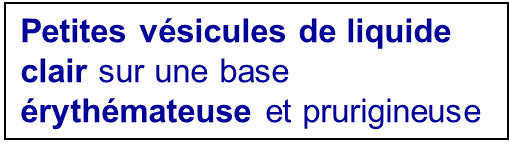 Petites vésicules de liquide
clair sur une base
érythémateuse et prurigineuse